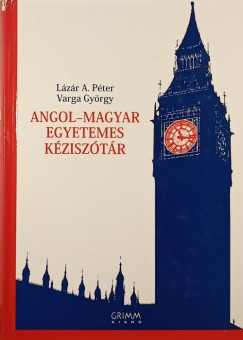 Lázár A. Péter
Varga György
ANGOL–MAGYAR
EGYETEMES
KÉZISZÓTÁR
GRIMM
KIADÓ